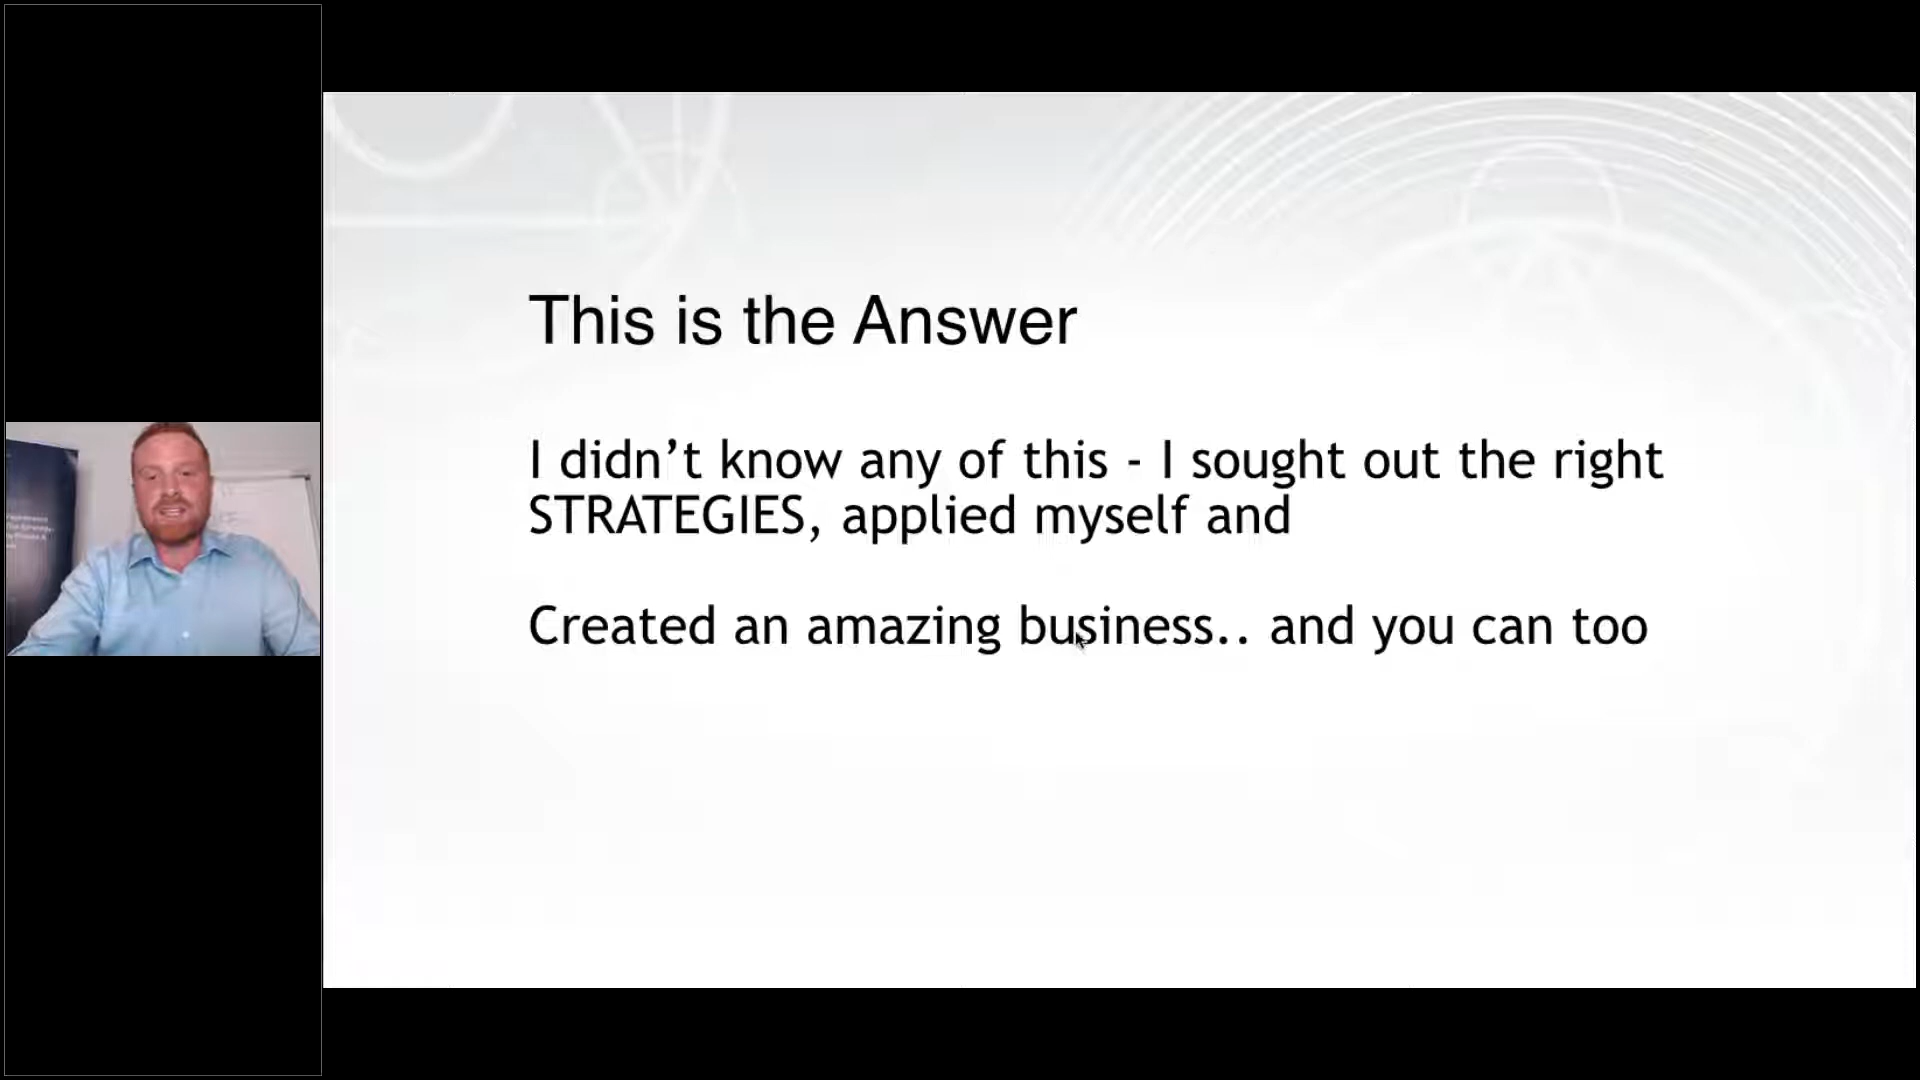 This is the Answer
I didn’t know any of this - I sought out the right
STRATEGIES, applied myself and
Created an amazing business.. and you can too